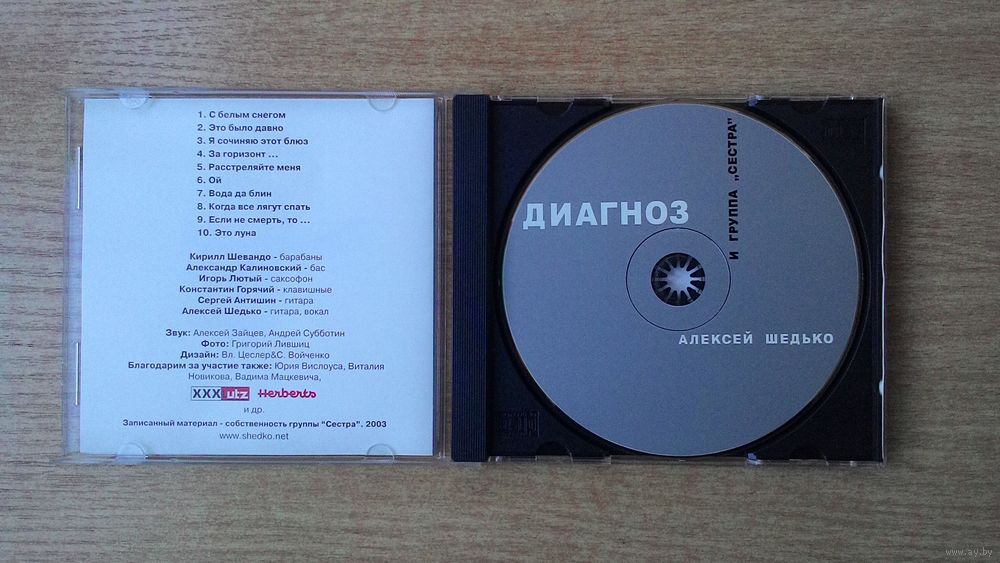 1. С белым снегом
2. Это было давно
3. Я сочиняю этот блюз
4. За горизонт ...
5. Расстреляйте меня
6. Ой
7. Вода да блин
8. Когда все лягут спать
9. Если не смерть, то ...
10. Это луна
Кирилл Шевандо - барабаны
Александр Калиновский - бас
Игорь Лютый - саксофон
Константин Горячий - клавишные
Сергей Антишин - гитара
Алексей Шедько - гитара, вокал
Звук: Алексей Зайцев, Андрей Субботин
Фото: Григорий Лившиц
Дизайн: Вл. Цеслер&С. Войченко
Благодарим за участие также: Юрия Вислоуса, Виталия
Новикова, Вадима Мацкевича,
XXX utz Herberts
и др.
Записанный материал - собственность группы “Сестра”. 2003
www.shedko.net
ДИАГНОЗ
И ГРУППА „СЕСТРА"
АЛЕКСЕЙ ШЕДЬКО
www.ay.by